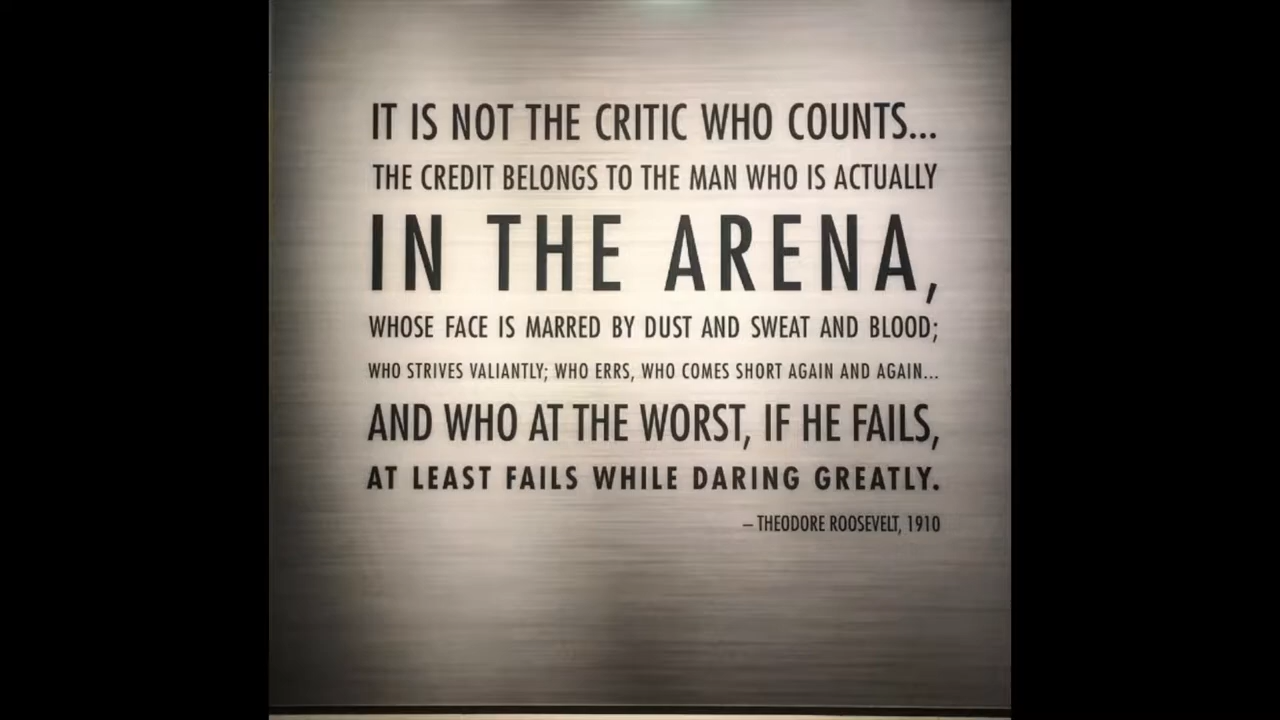 IT IS NOT THE CRITIC WHO COUNTS...
THE CREDIT BELONGS TO THE MAN WHO IS ACTUALLY
IN THE ARENA,
WHOSE FACE IS MARRED BY DUST AND SWEAT AND BLOOD;
WHO STRIVES VALIANTLY; WHO ERRS, WHO COMES SHORT AGAIN AND AGAIN...
AND WHO AT THE WORST, IF HE FAILS,
AT LEAST FAILS WHILE DARING GREATLY.
– THEODORE ROOSEVELT, 1910